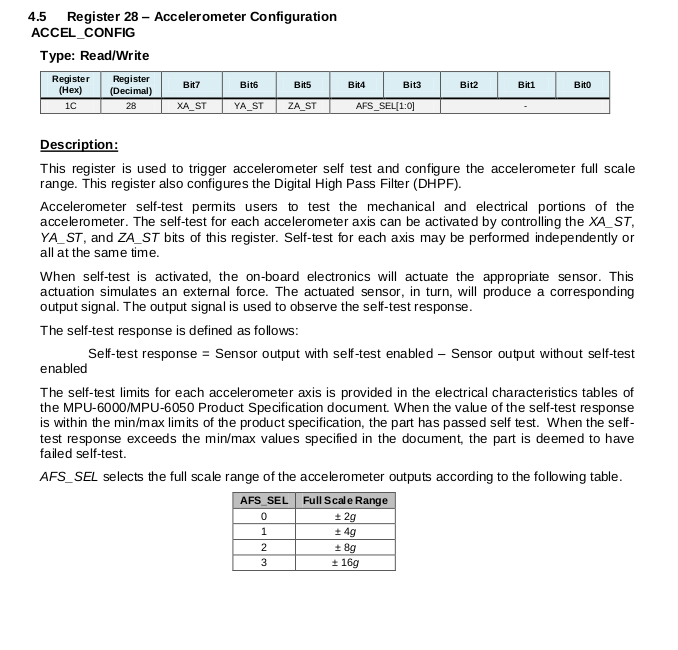 4.5 Register 28 – Accelerometer Configuration
ACCEL_CONFIG
Type: Read/Write
Register (Hex) Register (Decimal) Bit7 Bit6 Bit5 Bit4 Bit3 Bit2 Bit1 Bit0
1C 28 XA_ST YA_ST ZA_ST AFS_SEL[1:0] -
Description:
This register is used to trigger accelerometer self test and configure the accelerometer full scale
range. This register also configures the Digital High Pass Filter (DHPF).
Accelerometer self-test permits users to test the mechanical and electrical portions of the
accelerometer. The self-test for each accelerometer axis can be activated by controlling the XA_ST,
YA_ST, and ZA_ST bits of this register. Self-test for each axis may be performed independently or
all at the same time.
When self-test is activated, the on-board electronics will actuate the appropriate sensor. This
actuation simulates an external force. The actuated sensor, in turn, will produce a corresponding
output signal. The output signal is used to observe the self-test response.
The self-test response is defined as follows:
Self-test response = Sensor output with self-test enabled – Sensor output without self-test
enabled
The self-test limits for each accelerometer axis is provided in the electrical characteristics tables of
the MPU-6000/MPU-6050 Product Specification document. When the value of the self-test response
is within the min/max limits of the product specification, the part has passed self test. When the self-
test response exceeds the min/max values specified in the document, the part is deemed to have
failed self-test.
AFS_SEL selects the full scale range of the accelerometer outputs according to the following table.
AFS_SEL Full Scale Range
0 ± 2g
1 ± 4g
2 ± 8g
3 ± 16g